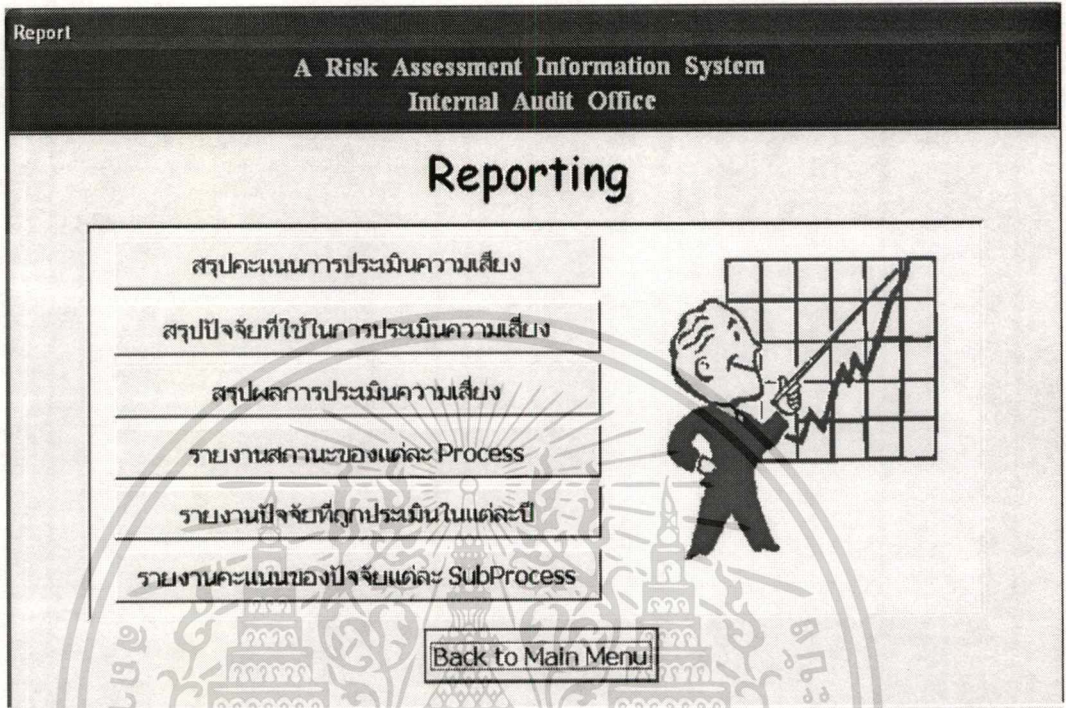 Report
A Risk Assessment Information System
Internal Audit Office
Reporting
สรุปคะแนนการประเมินความเสี่ยง
สรุปปัจจัยที่ใช้ในการประเมินความเสี่ยง
สรุปผลการประเมินความเสี่ยง
รายงานสถานะของแต่ละ Process
รายงานปัจจัยที่ถูกประเมินในแต่ละปี
รายงานคะแนนของปัจจัยแต่ละ SubProcess
Back to Main Menu